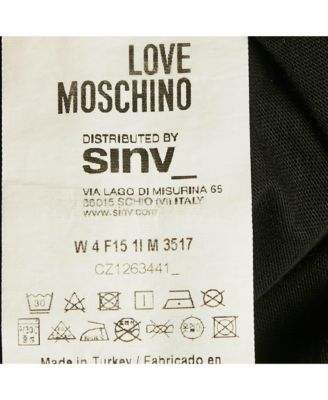 LOVE
MOSCHINO
DISTRIBUTED BY
sinv_
VIA LAGO DI MISURINA 65
36015 SCHIO (VI) ITALY
www-sinv.com
W 4 F15 1I M 3517
CZ1263441_
30
Made in Turkey / Fabricado en